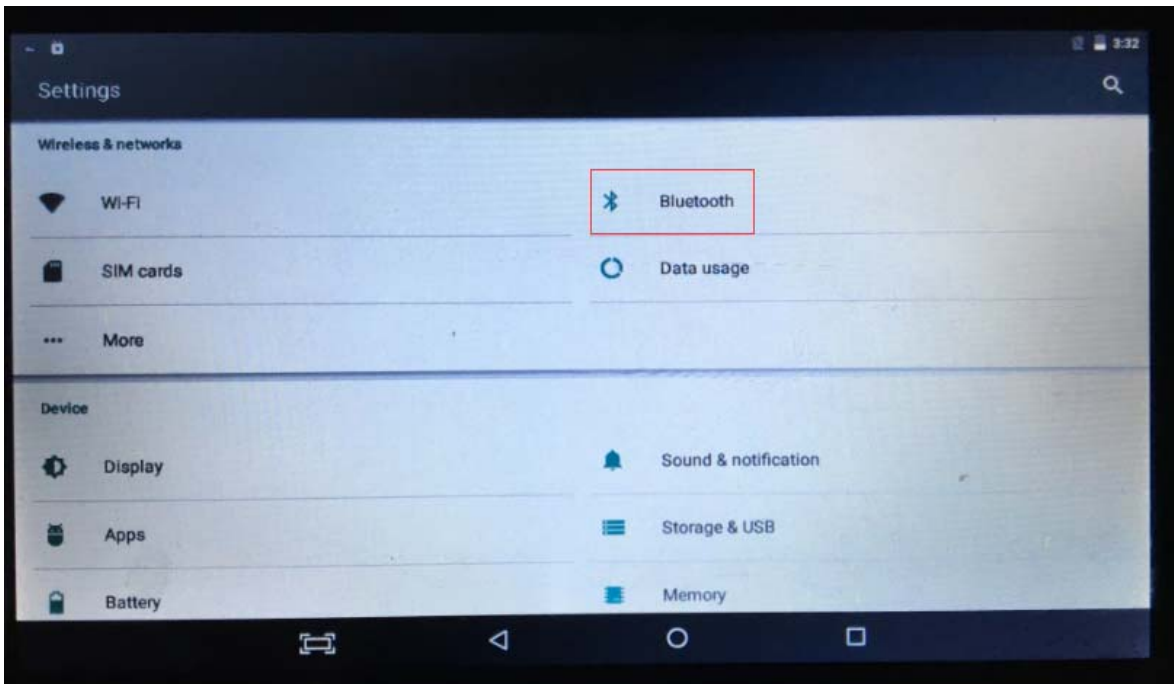 3:32
Settings
Wireless & networks
Wi-Fi
Bluetooth
SIM cards
Data usage
More
Device
Display
Sound & notification
Apps
Storage & USB
Battery
Memory